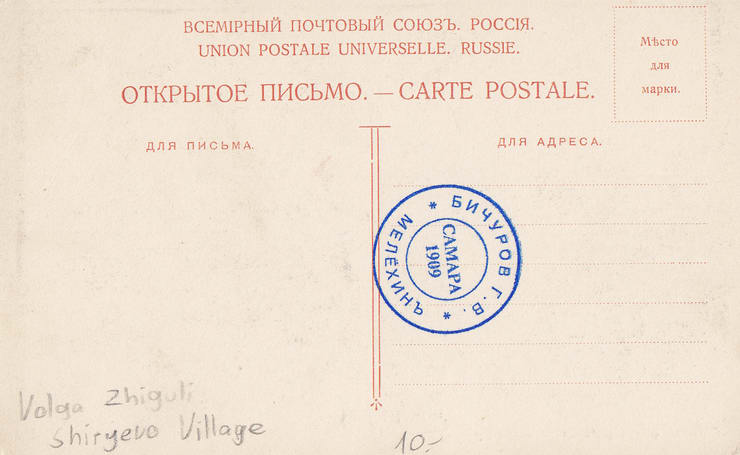 ВСЕМІРНЫЙ ПОЧТОВЫЙ СОЮЗЪ. РОССІЯ.
UNION POSTALE UNIVERSELLE. RUSSIE.
ОТКРЫТОЕ ПИСЬМО. — CARTE POSTALE.
Мѣсто
для
марки.
ДЛЯ ПИСЬМА.
ДЛЯ АДРЕСА.
* БИЧУРОВ Г. В. *
МЕЛЁХИНЦЧ
САМАРА
1909
Volga Zhiguli
Shiryevo Village
10.-